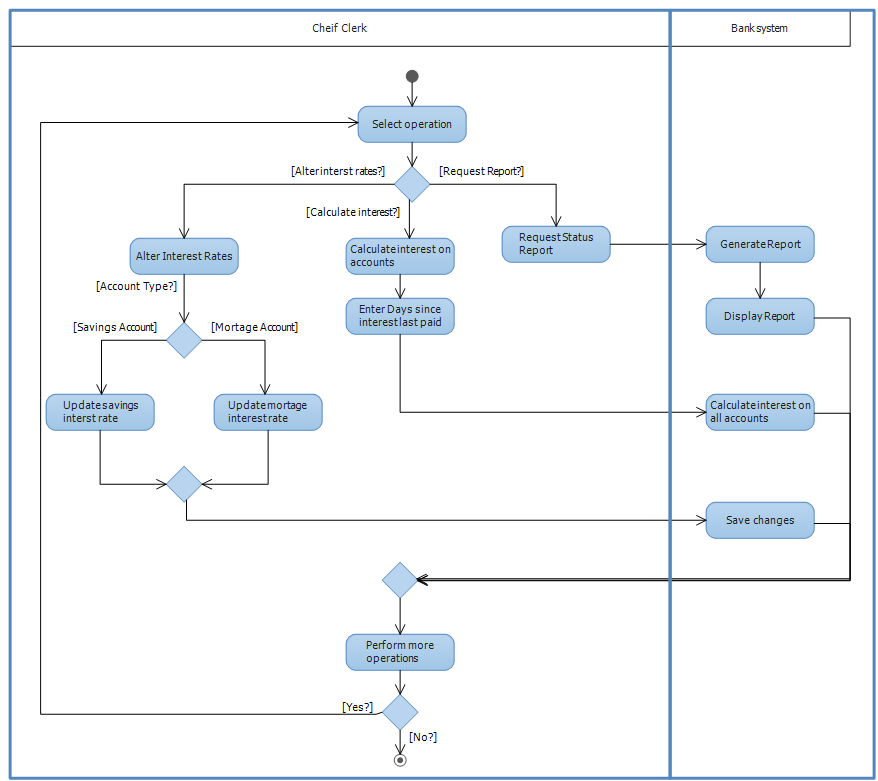 Cheif Clerk
Bank system
Select operation
[Alter interst rates?]
[Request Report?]
[Calculate interest?]
Alter Interest Rates
Calculate interest on
accounts
Request Status
Report
Generate Report
[Account Type?]
Enter Days since
interest last paid
Display Report
[Savings Account]
[Mortage Account]
Update savings
interst rate
Update mortage
interest rate
Calculate interest on
all accounts
Save changes
Perform more
operations
[Yes?]
[No?]